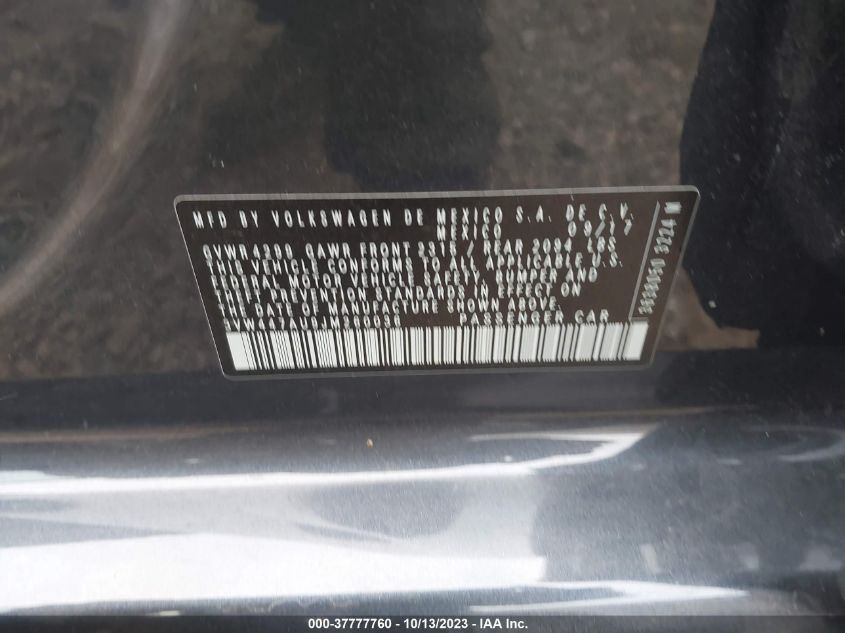 MFD BY VOLKSWAGEN DE MEXICO S.A. DE C.V.
MEXICO 09/17
GVWR 4200 GAWR FRONT 2315 / REAR 2094 LBS
THIS VEHICLE CONFORMS TO ALL APPLICABLE U.S.
FEDERAL MOTOR VEHICLE SAFETY, BUMPER AND
THEFT PREVENTION STANDARDS IN EFFECT ON
THE DATE OF MANUFACTURE SHOWN ABOVE.
PASSENGER CAR
3224 M
000-37777760 - 10/13/2023 - IAA Inc.